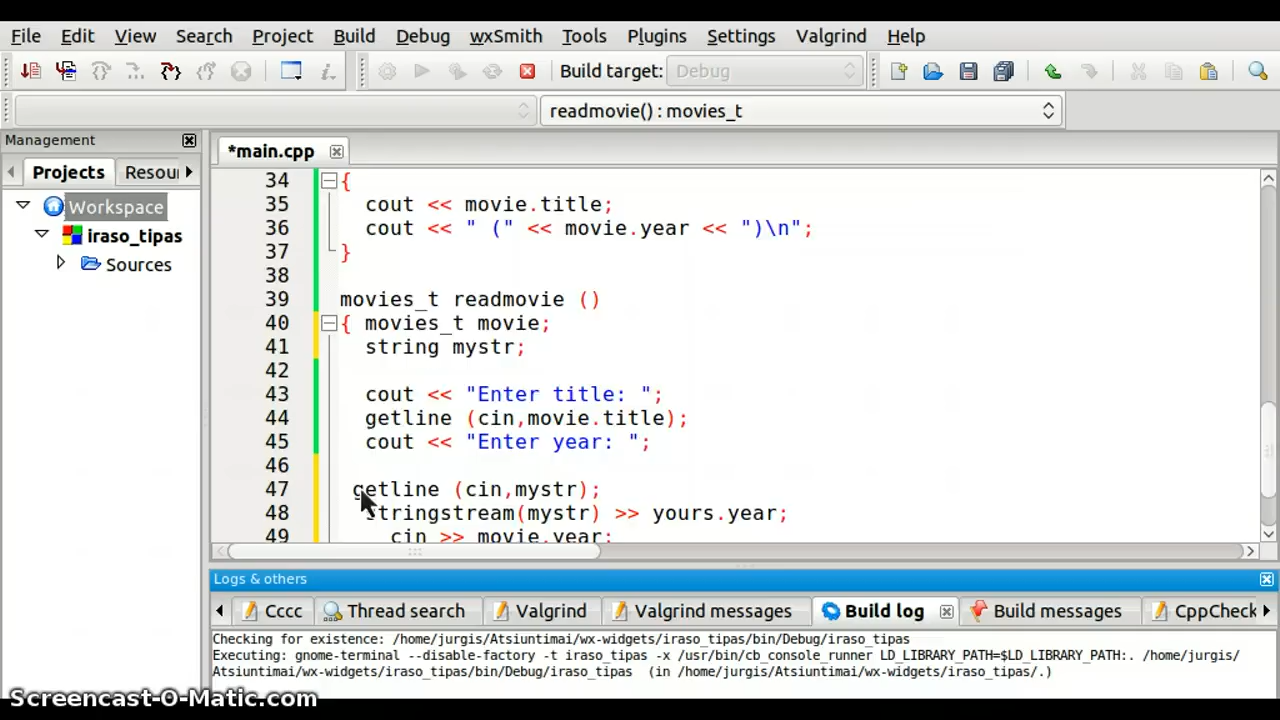 File Edit View Search Project Build Debug wxSmith Tools Plugins Settings Valgrind Help
Build target: Debug
readmovie() : movies_t
Management
*main.cpp
Projects Resou
Workspace
iraso_tipas
Sources
34 {
35 cout << movie.title;
36 cout << " (" << movie.year << ")\n";
37 }
38
39 movies_t readmovie ()
40 { movies_t movie;
41 string mystr;
42
43 cout << "Enter title: ";
44 getline (cin,movie.title);
45 cout << "Enter year: ";
46
47 getline (cin,mystr);
48 stringstream(mystr) >> yours.year;
49 cin >> movie.year;
Logs & others
Cccc Thread search Valgrind Valgrind messages Build log Build messages CppCheck
Checking for existence: /home/jurgis/Atsiuntimai/wx-widgets/iraso_tipas/bin/Debug/iraso_tipas
Executing: gnome-terminal --disable-factory -t iraso_tipas -x /usr/bin/cb_console_runner LD_LIBRARY_PATH=$LD_LIBRARY_PATH:. /home/jurgis/
Atsiuntimai/wx-widgets/iraso_tipas/bin/Debug/iraso_tipas (in /home/jurgis/Atsiuntimai/wx-widgets/iraso_tipas/.)
Screencast-O-Matic.com